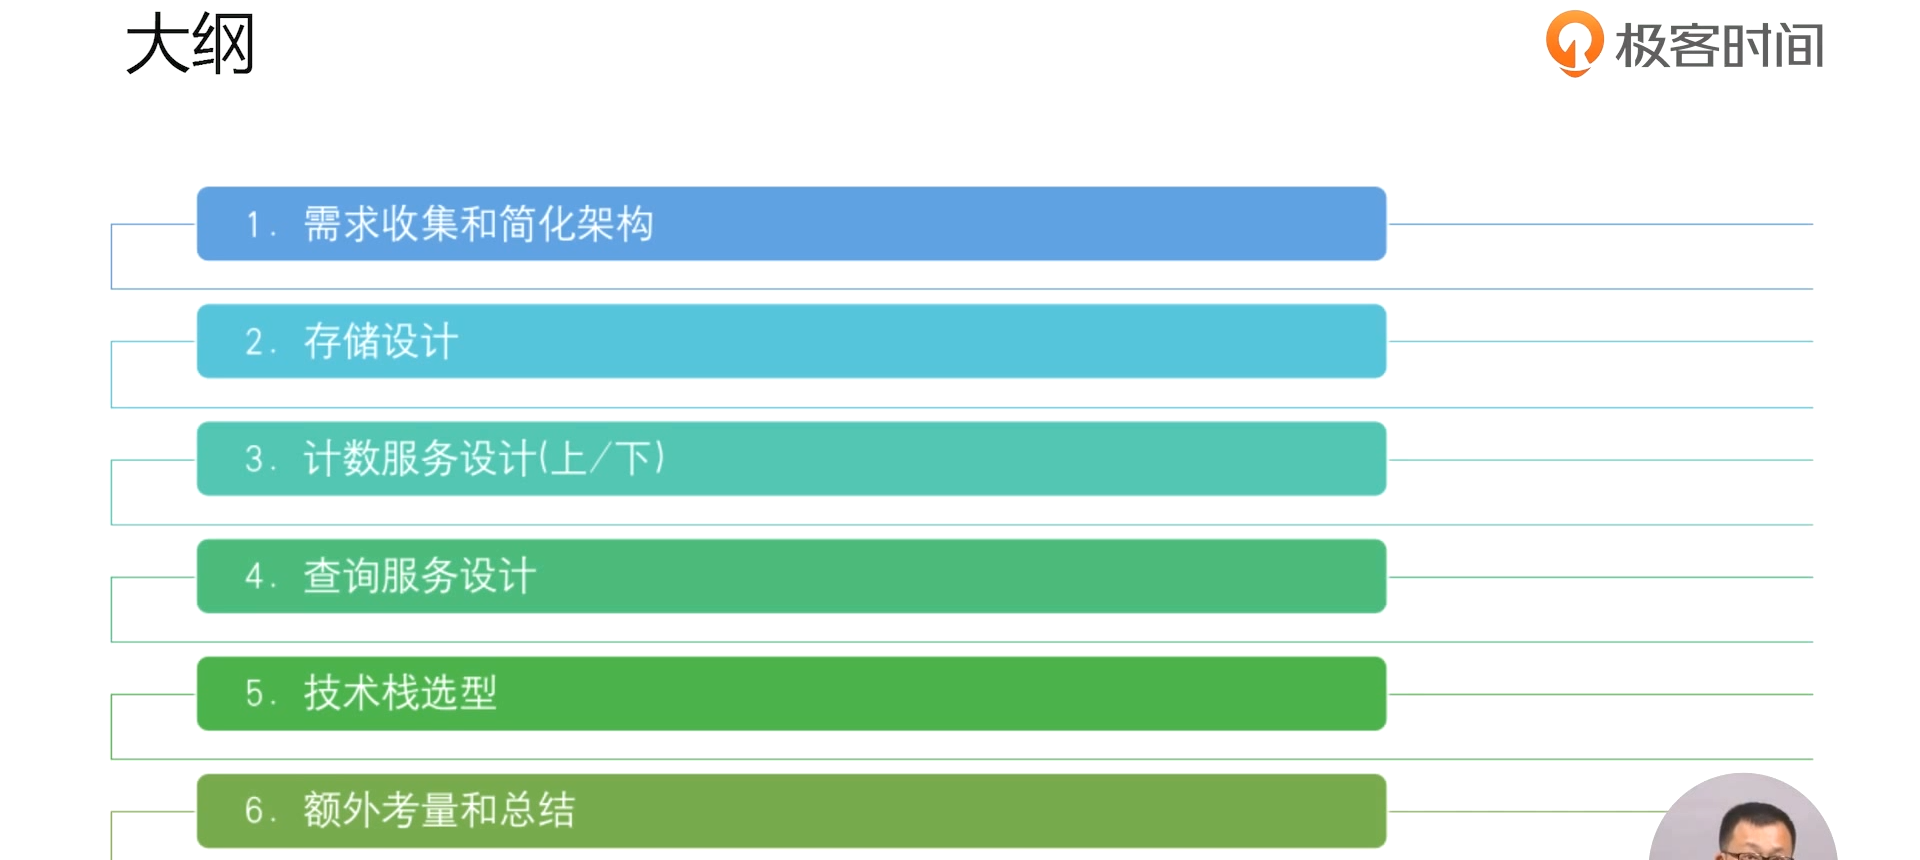 大纲
极客时间
1. 需求收集和简化架构
2. 存储设计
3. 计数服务设计(上/下)
4. 查询服务设计
5. 技术栈选型
6. 额外考量和总结